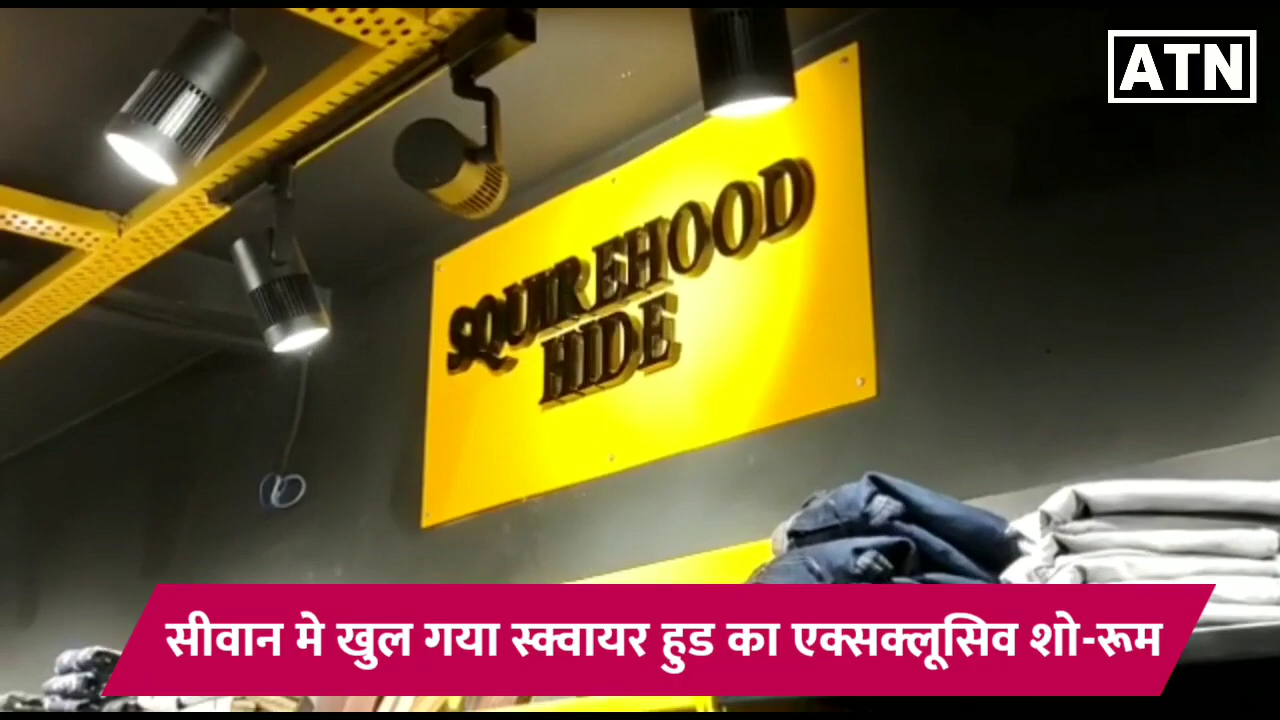 ATN
SQUIREHOOD
HIDE
सीवान मे खुल गया स्क्वायर हुड का एक्सक्लूसिव शो-रूम